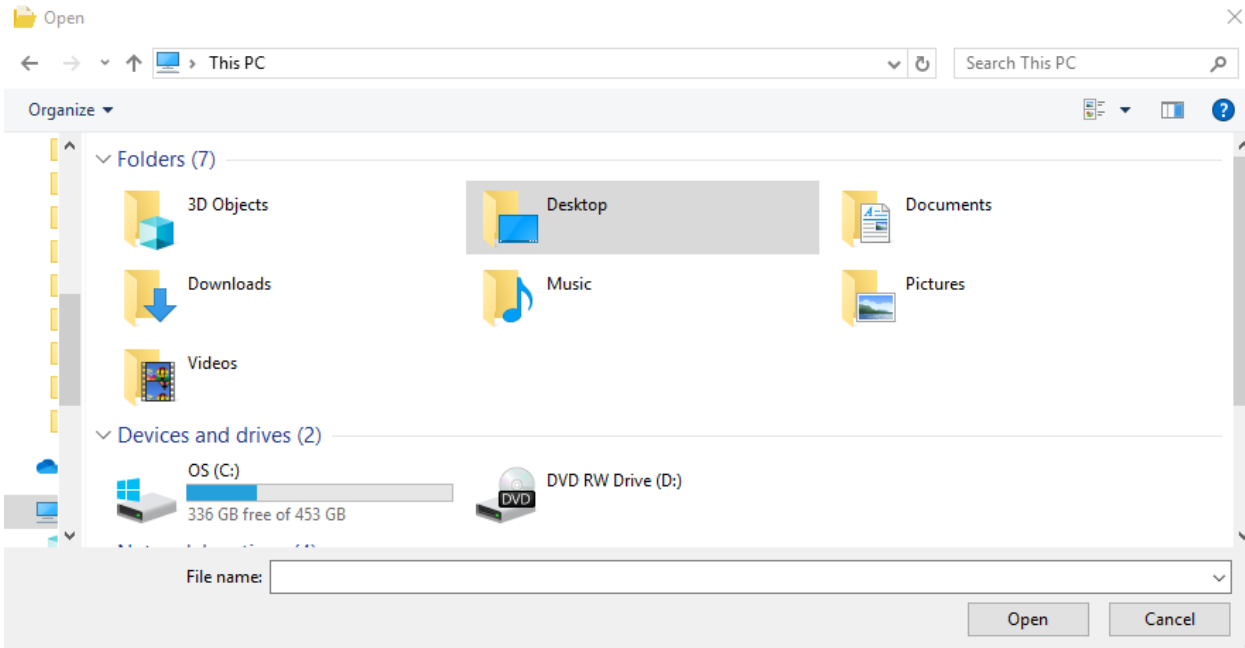 Open
This PC
Search This PC
Organize
Folders (7)
3D Objects
Desktop
Documents
Downloads
Music
Pictures
Videos
Devices and drives (2)
OS (C:)
336 GB free of 453 GB
DVD RW Drive (D:)
DVD
File name:
Open
Cancel